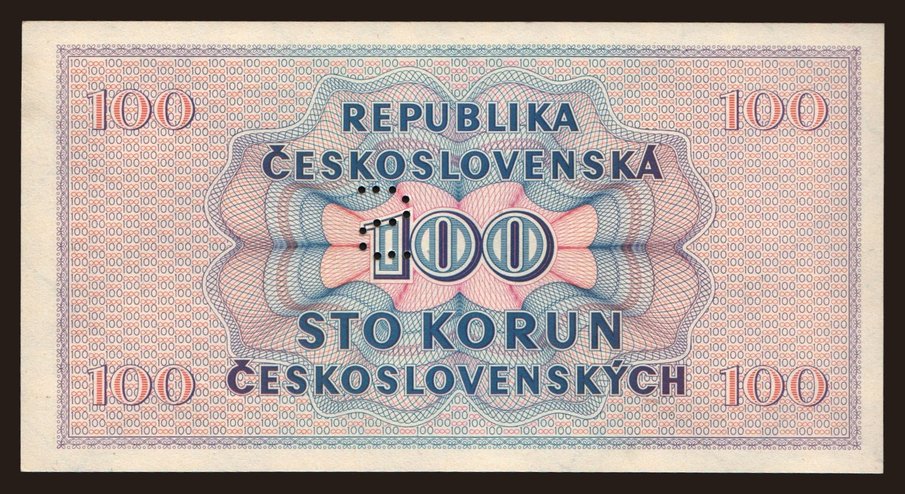 100 100
REPUBLIKA
ČESKOSLOVENSKÁ
100
STO KORUN
ČESKOSLOVENSKÝCH
100 100